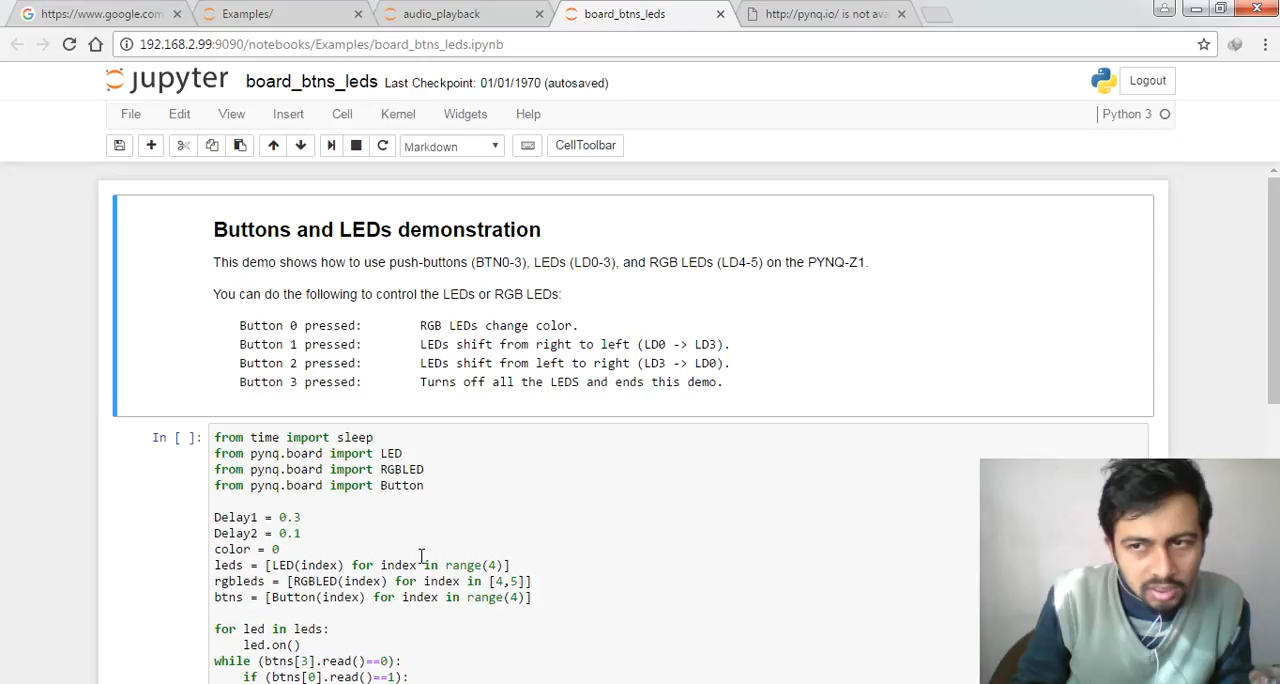 https://www.google.com
Examples/
audio_playback
board_btns_leds
http://pynq.io/ is not ava
192.168.2.99:9090/notebooks/Examples/board_btns_leds.ipynb
jupyter board_btns_leds Last Checkpoint: 01/01/1970 (autosaved)
Logout
File Edit View Insert Cell Kernel Widgets Help
Python 3
Markdown
CellToolbar
Buttons and LEDs demonstration
This demo shows how to use push-buttons (BTN0-3), LEDs (LD0-3), and RGB LEDs (LD4-5) on the PYNQ-Z1.
You can do the following to control the LEDs or RGB LEDs:
Button 0 pressed: RGB LEDs change color.
Button 1 pressed: LEDs shift from right to left (LD0 -> LD3).
Button 2 pressed: LEDs shift from left to right (LD3 -> LD0).
Button 3 pressed: Turns off all the LEDS and ends this demo.
In [ ]:
from time import sleep
from pynq.board import LED
from pynq.board import RGBLED
from pynq.board import Button
Delay1 = 0.3
Delay2 = 0.1
color = 0
leds = [LED(index) for index in range(4)]
rgbleds = [RGBLED(index) for index in [4,5]]
btns = [Button(index) for index in range(4)]
for led in leds:
led.on()
while (btns[3].read()==0):
if (btns[0].read()==1):